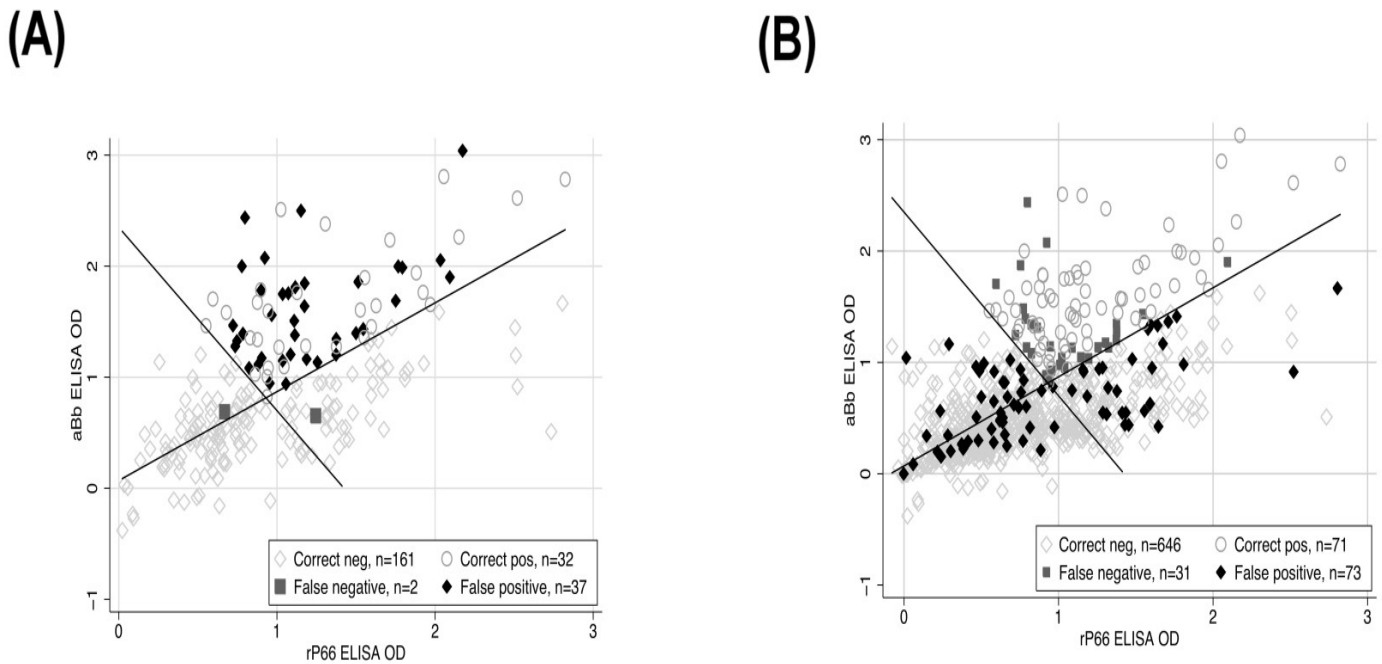 (A)
(B)
aBb ELISA OD
3
2
1
0
−1
0 1 2 3
rP66 ELISA OD
Correct neg, n=161 Correct pos, n=32
False negative, n=2 False positive, n=37
aBb ELISA OD
3
2
1
0
−1
0 1 2 3
rP66 ELISA OD
Correct neg, n=646 Correct pos, n=71
False negative, n=31 False positive, n=73